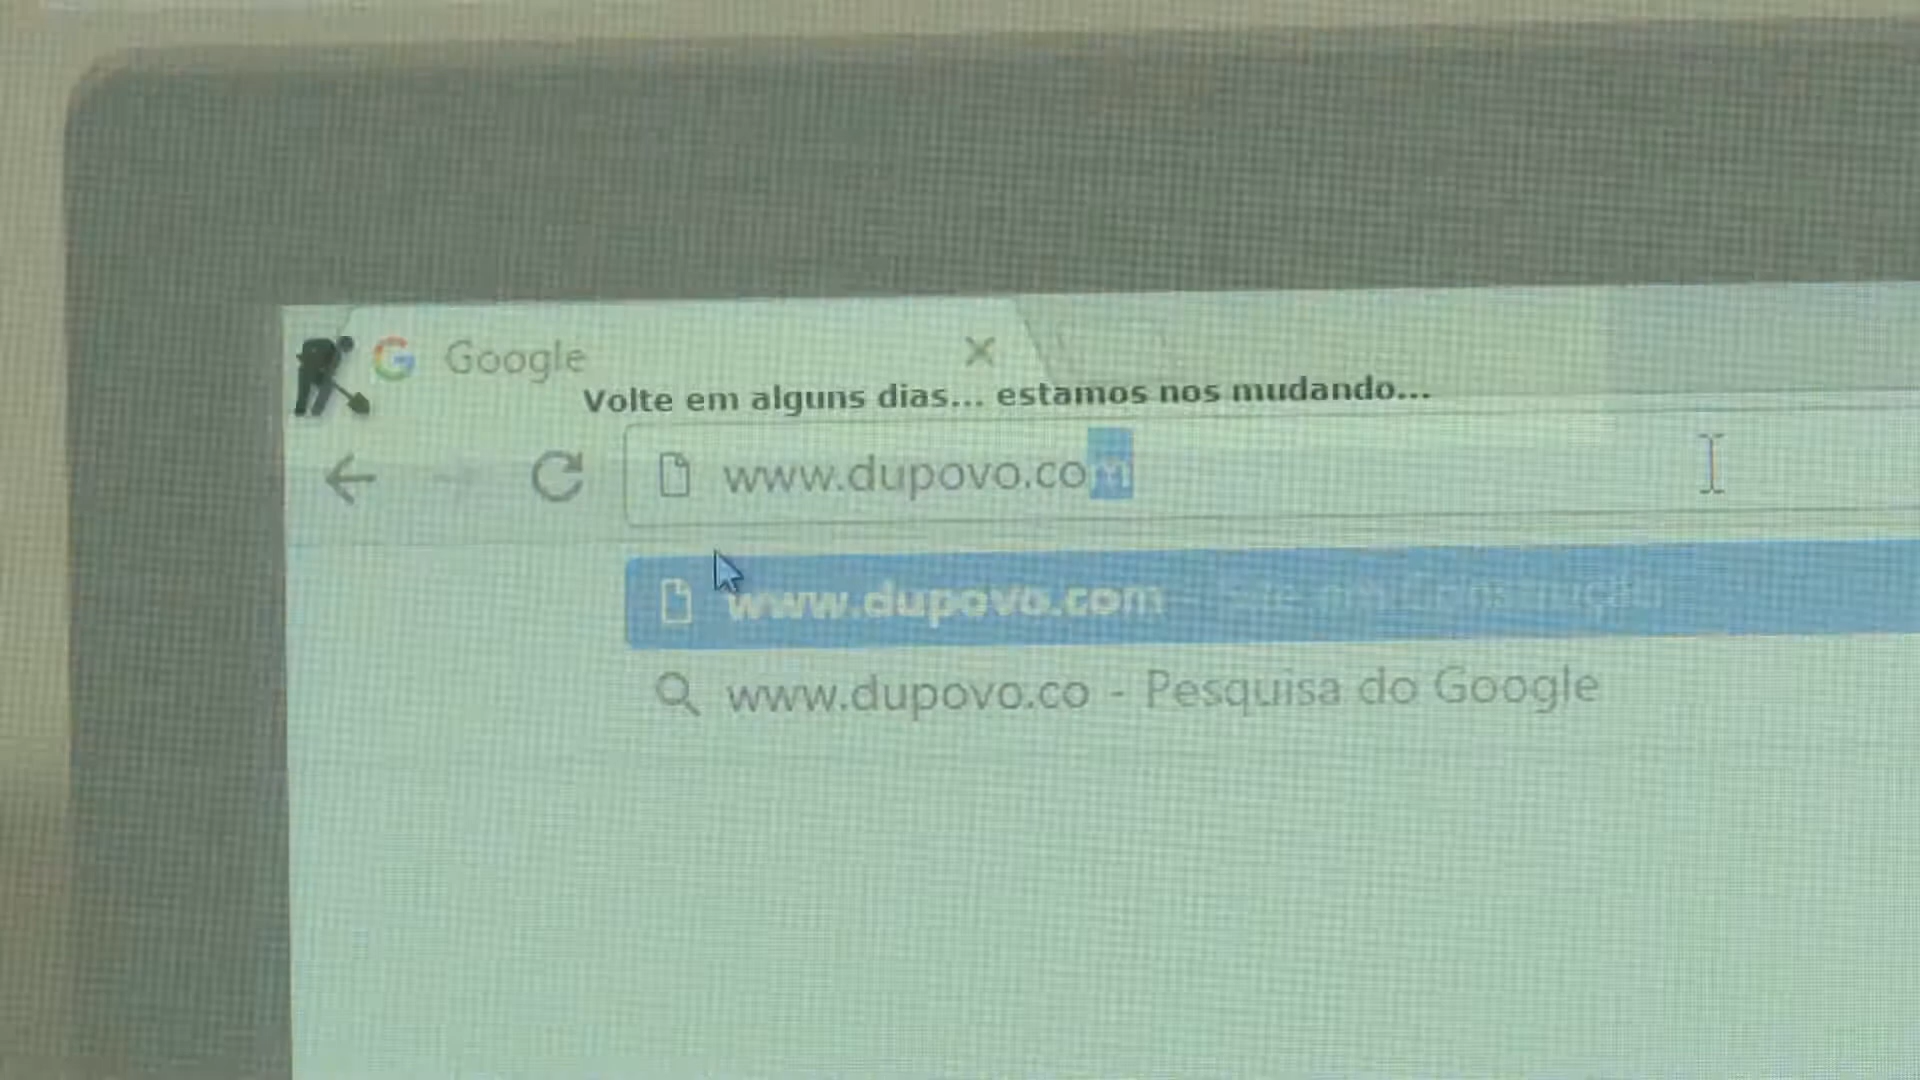 Google
Volte em alguns dias... estamos nos mudando...
www.dupovo.com
www.dupovo.com
www.dupovo.co - Pesquisa do Google